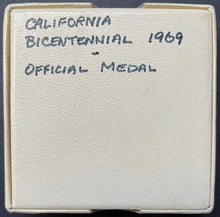 CALIFORNIA
BICENTENNIAL 1969
-
OFFICIAL MEDAL